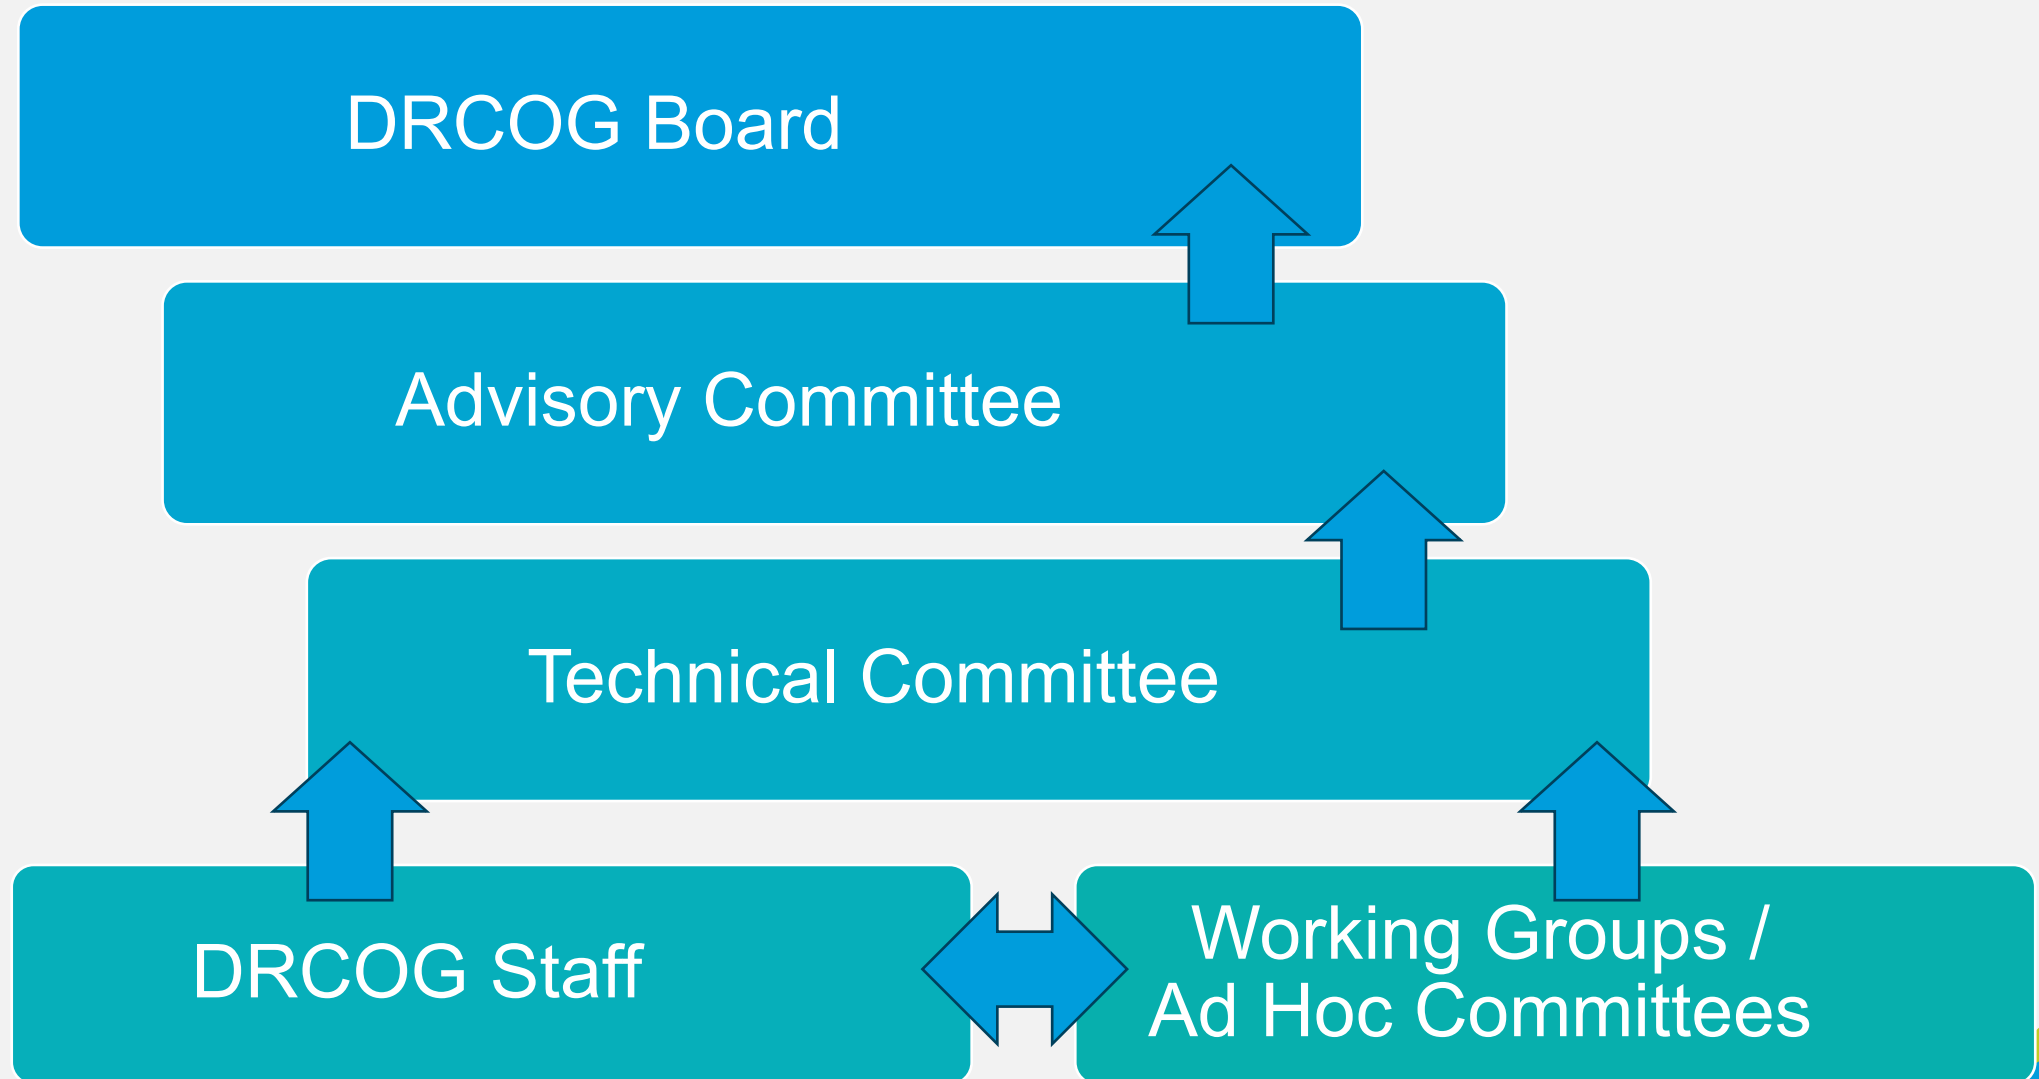 DRCOG Board
Advisory Committee
Technical Committee
DRCOG Staff
Working Groups /
Ad Hoc Committees